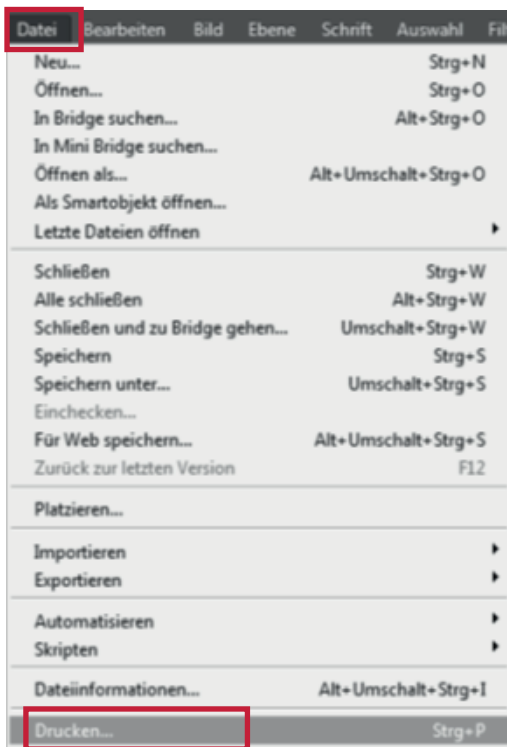 Datei Bearbeiten Bild Ebene Schrift Auswahl Filt
Neu... Strg+N
Öffnen... Strg+O
In Bridge suchen... Alt+Strg+O
In Mini Bridge suchen...
Öffnen als... Alt+Umschalt+Strg+O
Als Smartobjekt öffnen...
Letzte Dateien öffnen
Schließen Strg+W
Alle schließen Alt+Strg+W
Schließen und zu Bridge gehen... Umschalt+Strg+W
Speichern Strg+S
Speichern unter... Umschalt+Strg+S
Einchecken...
Für Web speichern... Alt+Umschalt+Strg+S
Zurück zur letzten Version F12
Platzieren...
Importieren
Exportieren
Automatisieren
Skripten
Dateiinformationen... Alt+Umschalt+Strg+I
Drucken... Strg+P